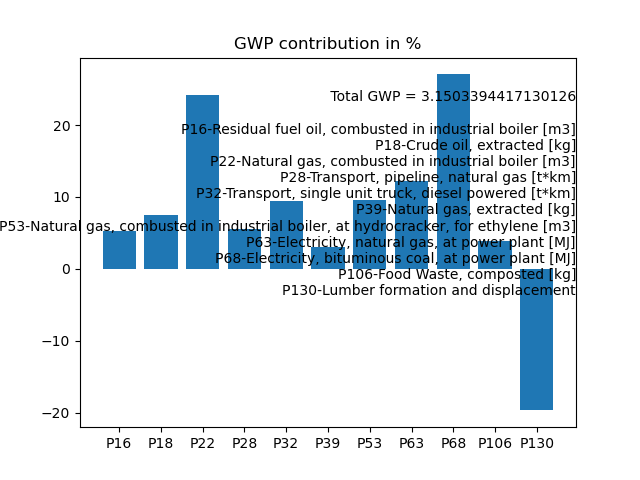 GWP contribution in %
Total GWP = 3.1503394417130126
20
P16-Residual fuel oil, combusted in industrial boiler [m3]
P18-Crude oil, extracted [kg]
P22-Natural gas, combusted in industrial boiler [m3]
P28-Transport, pipeline, natural gas [t*km]
P32-Transport, single unit truck, diesel powered [t*km]
10
P39-Natural gas, extracted [kg]
P53-Natural gas, combusted in industrial boiler, at hydrocracker, for ethylene [m3]
P63-Electricity, natural gas, at power plant [MJ]
P68-Electricity, bituminous coal, at power plant [MJ]
0
P106-Food Waste, composted [kg]
P130-Lumber formation and displacement
−10
−20
P16 P18 P22 P28 P32 P39 P53 P63 P68 P106 P130